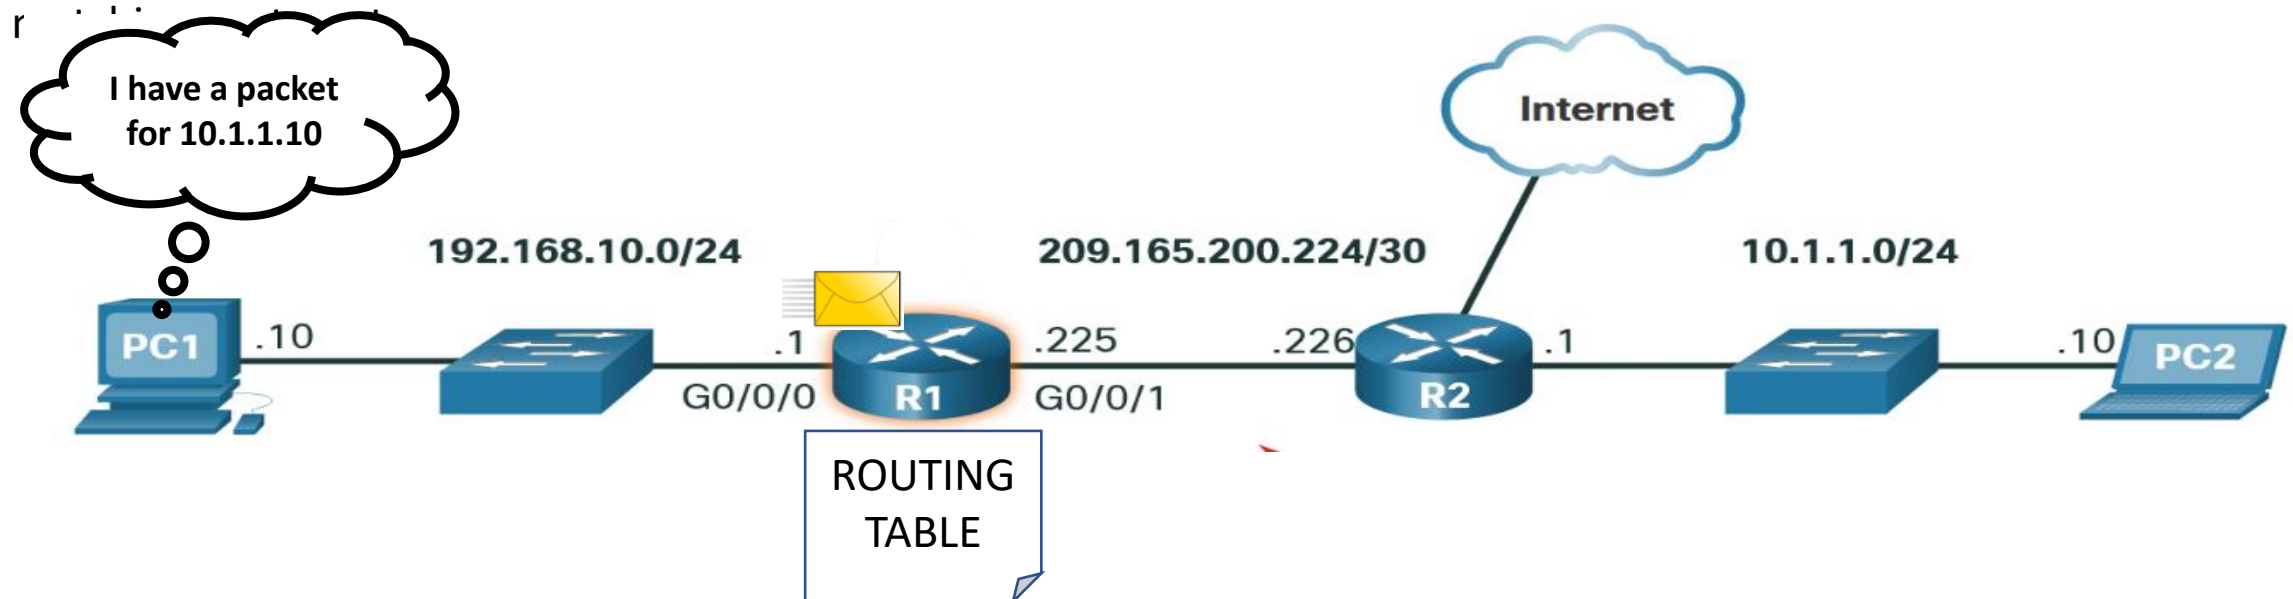 I have a packet
for 10.1.1.10
Internet
192.168.10.0/24
209.165.200.224/30
10.1.1.0/24
PC1
.10
.1
G0/0/0
R1
.225
G0/0/1
.226
R2
.1
.10
PC2
ROUTING
TABLE